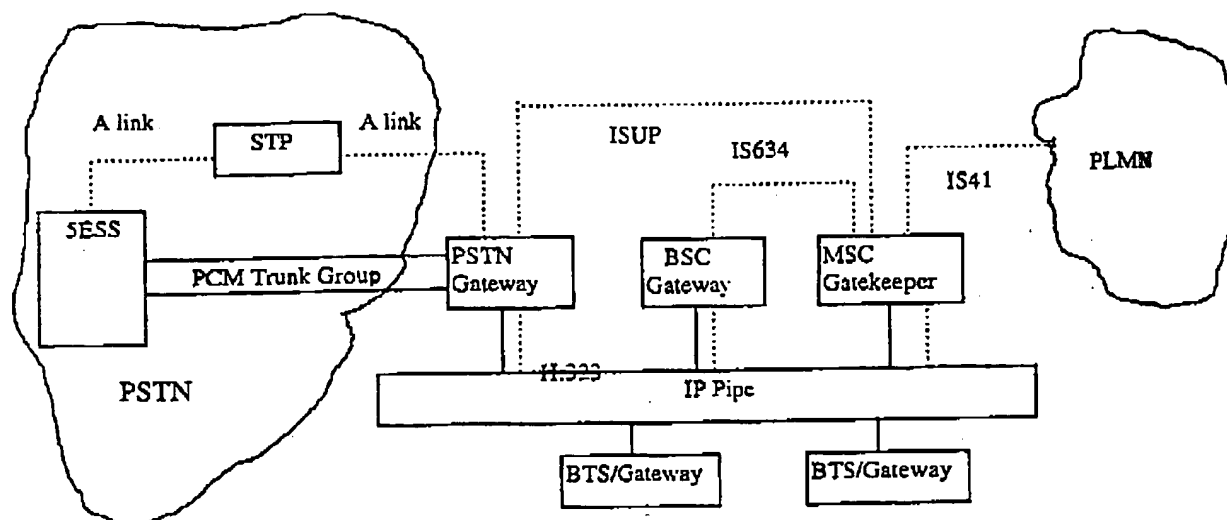 A link
A link
STP
ISUP
IS634
IS41
PLMN
5ESS
PCM Trunk Group
PSTN
Gateway
BSC
Gateway
MSC
Gatekeeper
H.323
IP Pipe
PSTN
BTS/Gateway
BTS/Gateway